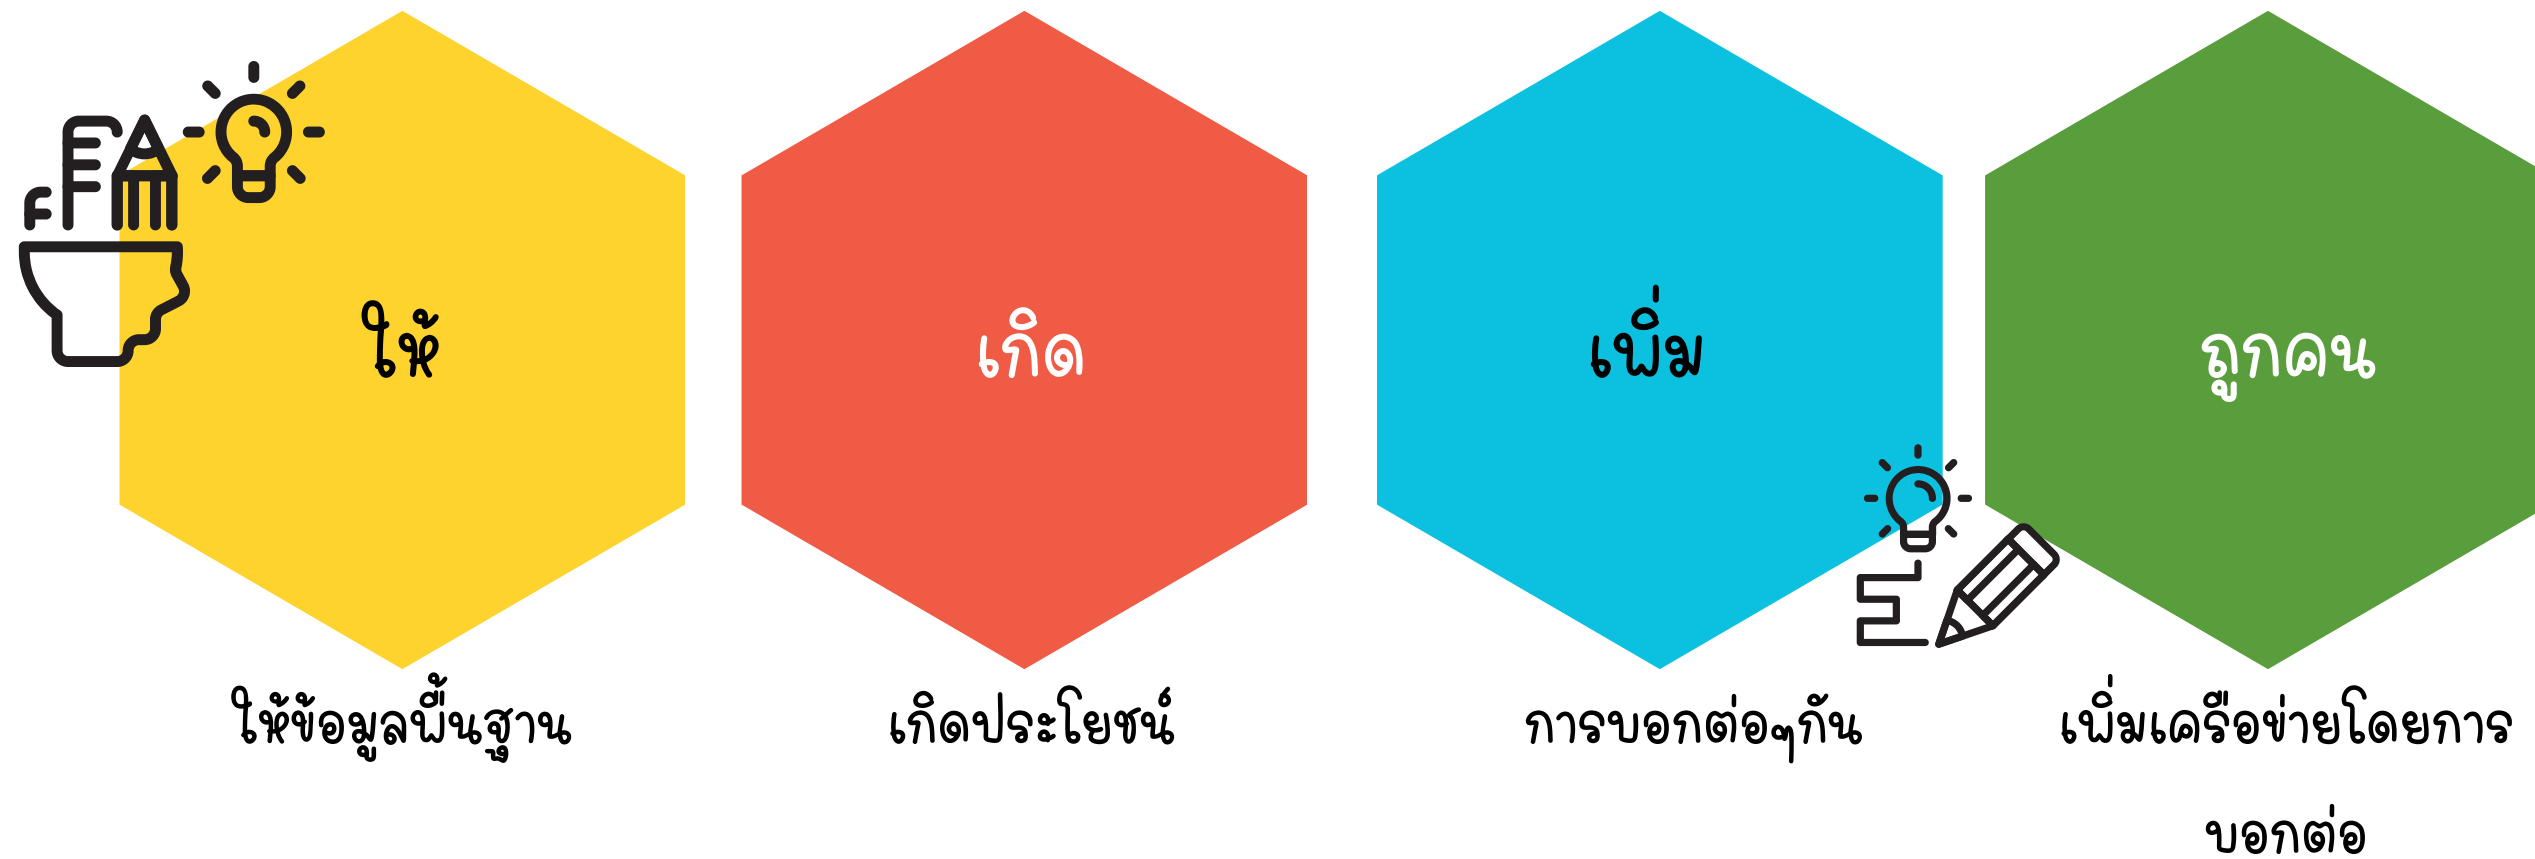 ให้
เกิด
เพิ่ม
ถูกคน
ให้ข้อมูลพื้นฐาน
เกิดประโยชน์
การบอกต่อๆกัน
เพิ่มเครือข่ายโดยการ
บอกต่อ